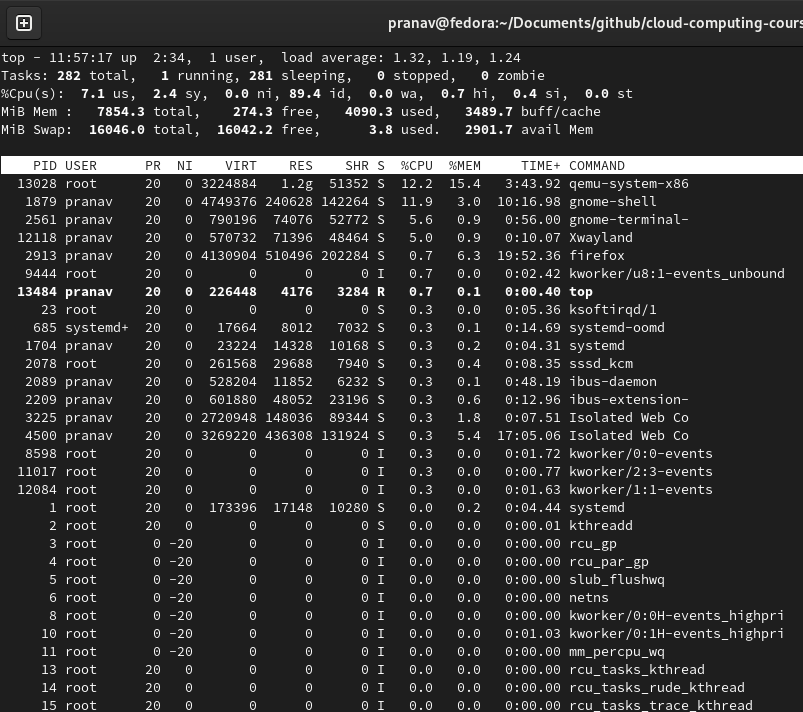 pranav@fedora:~/Documents/github/cloud-computing-cours
top - 11:57:17 up  2:34,  1 user,  load average: 1.32, 1.19, 1.24
Tasks: 282 total,   1 running, 281 sleeping,   0 stopped,   0 zombie
%Cpu(s):  7.1 us,  2.4 sy,  0.0 ni, 89.4 id,  0.0 wa,  0.7 hi,  0.4 si,  0.0 st
MiB Mem :   7854.3 total,    274.3 free,   4090.3 used,   3489.7 buff/cache
MiB Swap:  16046.0 total,  16042.2 free,      3.8 used.   2901.7 avail Mem
PID USER      PR  NI    VIRT    RES    SHR S  %CPU  %MEM     TIME+ COMMAND
13028 root      20   0 3224884   1.2g  51352 S  12.2  15.4   3:43.92 qemu-system-x86
1879 pranav    20   0 4749376 240628 142264 S  11.9   3.0  10:16.98 gnome-shell
2561 pranav    20   0  790196  74076  52772 S   5.6   0.9   0:56.00 gnome-terminal-
12118 pranav    20   0  570732  71396  48464 S   5.0   0.9   0:10.07 Xwayland
2913 pranav    20   0 4130904 510496 202284 S   0.7   6.3  19:52.36 firefox
9444 root      20   0       0      0      0 I   0.7   0.0   0:02.42 kworker/u8:1-events_unbound
13484 pranav    20   0  226448   4176   3284 R   0.7   0.1   0:00.40 top
23 root      20   0       0      0      0 S   0.3   0.0   0:05.36 ksoftirqd/1
685 systemd+  20   0   17664   8012   7032 S   0.3   0.1   0:14.69 systemd-oomd
1704 pranav    20   0   23224  14328  10168 S   0.3   0.2   0:04.31 systemd
2078 root      20   0  261568  29688   7940 S   0.3   0.4   0:08.35 sssd_kcm
2089 pranav    20   0  528204  11852   6232 S   0.3   0.1   0:48.19 ibus-daemon
2209 pranav    20   0  601880  48052  23196 S   0.3   0.6   0:12.96 ibus-extension-
3225 pranav    20   0 2720948 148036  89344 S   0.3   1.8   0:07.51 Isolated Web Co
4500 pranav    20   0 3269220 436308 131924 S   0.3   5.4  17:05.06 Isolated Web Co
8598 root      20   0       0      0      0 I   0.3   0.0   0:01.72 kworker/0:0-events
11017 root      20   0       0      0      0 I   0.3   0.0   0:00.77 kworker/2:3-events
12084 root      20   0       0      0      0 I   0.3   0.0   0:01.63 kworker/1:1-events
1 root      20   0  173396  17148  10280 S   0.0   0.2   0:04.44 systemd
2 root      20   0       0      0      0 S   0.0   0.0   0:00.01 kthreadd
3 root       0 -20       0      0      0 I   0.0   0.0   0:00.00 rcu_gp
4 root       0 -20       0      0      0 I   0.0   0.0   0:00.00 rcu_par_gp
5 root       0 -20       0      0      0 I   0.0   0.0   0:00.00 slub_flushwq
6 root       0 -20       0      0      0 I   0.0   0.0   0:00.00 netns
8 root       0 -20       0      0      0 I   0.0   0.0   0:00.00 kworker/0:0H-events_highpri
10 root       0 -20       0      0      0 I   0.0   0.0   0:01.03 kworker/0:1H-events_highpri
11 root       0 -20       0      0      0 I   0.0   0.0   0:00.00 mm_percpu_wq
13 root      20   0       0      0      0 I   0.0   0.0   0:00.00 rcu_tasks_kthread
14 root      20   0       0      0      0 I   0.0   0.0   0:00.00 rcu_tasks_rude_kthread
15 root      20   0       0      0      0 I   0.0   0.0   0:00.00 rcu_tasks_trace_kthread